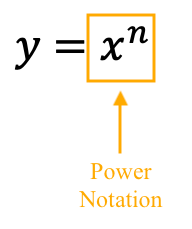 y = xⁿ
Power
Notation